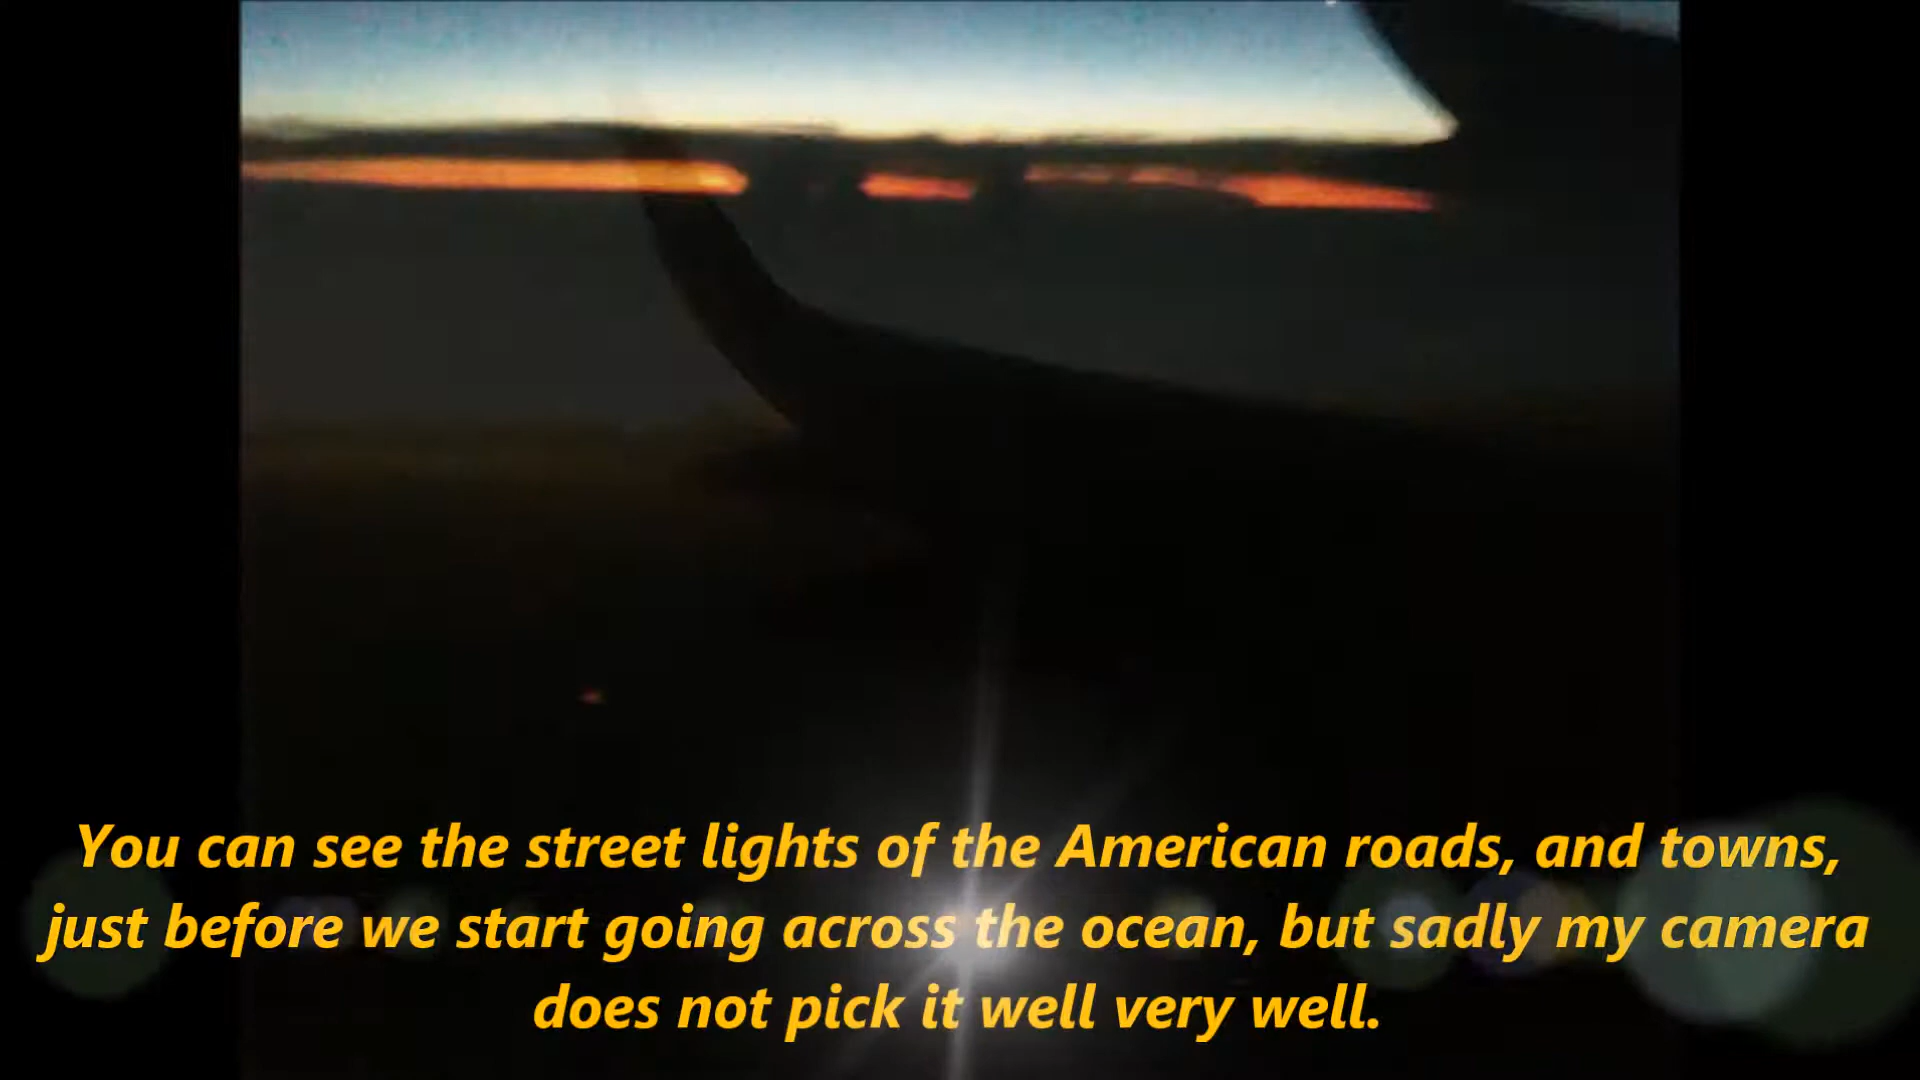 You can see the street lights of the American roads, and towns,
just before we start going across the ocean, but sadly my camera
does not pick it well very well.